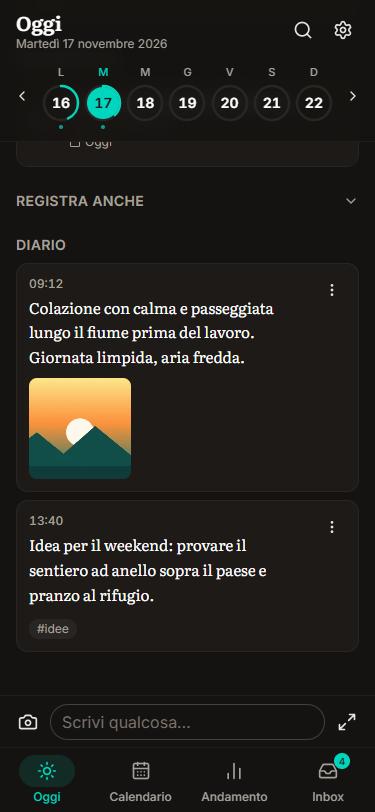 Oggi
Martedì 17 novembre 2026
L M M G V S D
16 17 18 19 20 21 22
Oggi
REGISTRA ANCHE
DIARIO
09:12
Colazione con calma e passeggiata
lungo il fiume prima del lavoro.
Giornata limpida, aria fredda.
13:40
Idea per il weekend: provare il
sentiero ad anello sopra il paese e
pranzo al rifugio.
#idee
Scrivi qualcosa...
4
Oggi Calendario Andamento Inbox